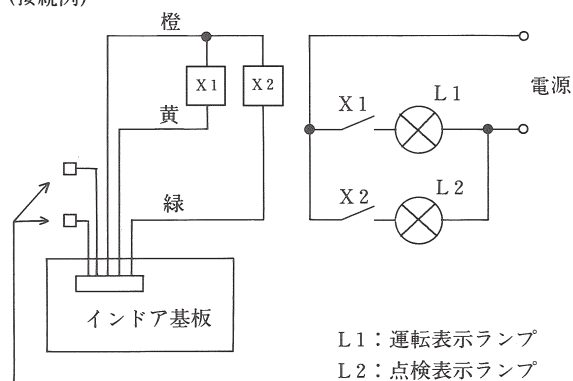 (接続例)
橙
X1
X2
黄
緑
インドア基板
X1
L1
電源
X2
L2
L1：運転表示ランプ
L2：点検表示ランプ